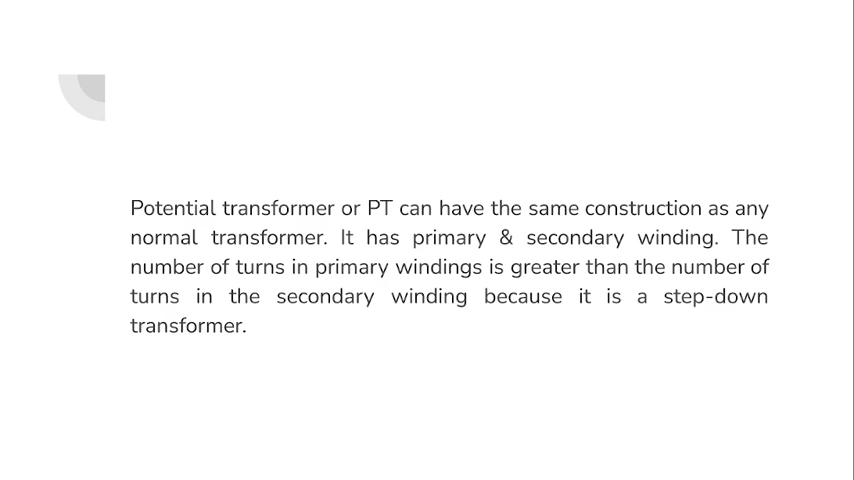 Potential transformer or PT can have the same construction as any
normal transformer. It has primary & secondary winding. The
number of turns in primary windings is greater than the number of
turns in the secondary winding because it is a step-down
transformer.